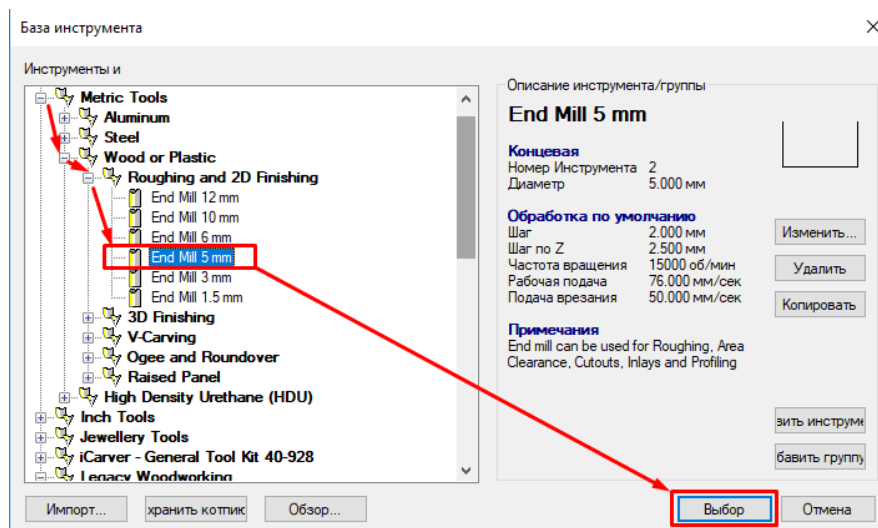 База инструмента
Инструменты и
Metric Tools
Aluminum
Steel
Wood or Plastic
Roughing and 2D Finishing
End Mill 12 mm
End Mill 10 mm
End Mill 6 mm
End Mill 5 mm
End Mill 3 mm
End Mill 1.5 mm
3D Finishing
V-Carving
Ogee and Roundover
Raised Panel
High Density Urethane (HDU)
Inch Tools
Jewellery Tools
iCarver - General Tool Kit 40-928
Legacy Woodworking
Описание инструмента/группы
End Mill 5 mm
Концевая
Номер Инструмента 2
Диаметр 5.000 мм
Обработка по умолчанию
Шаг 2.000 мм
Шаг по Z 2.500 мм
Частота вращения 15000 об/мин
Рабочая подача 76.000 мм/сек
Подача врезания 50.000 мм/сек
Примечания
End mill can be used for Roughing, Area
Clearance, Cutouts, Inlays and Profiling
Изменить...
Удалить
Копировать
вить инструме
бавить группу
Импорт...
хранить котпик
Обзор...
Выбор
Отмена